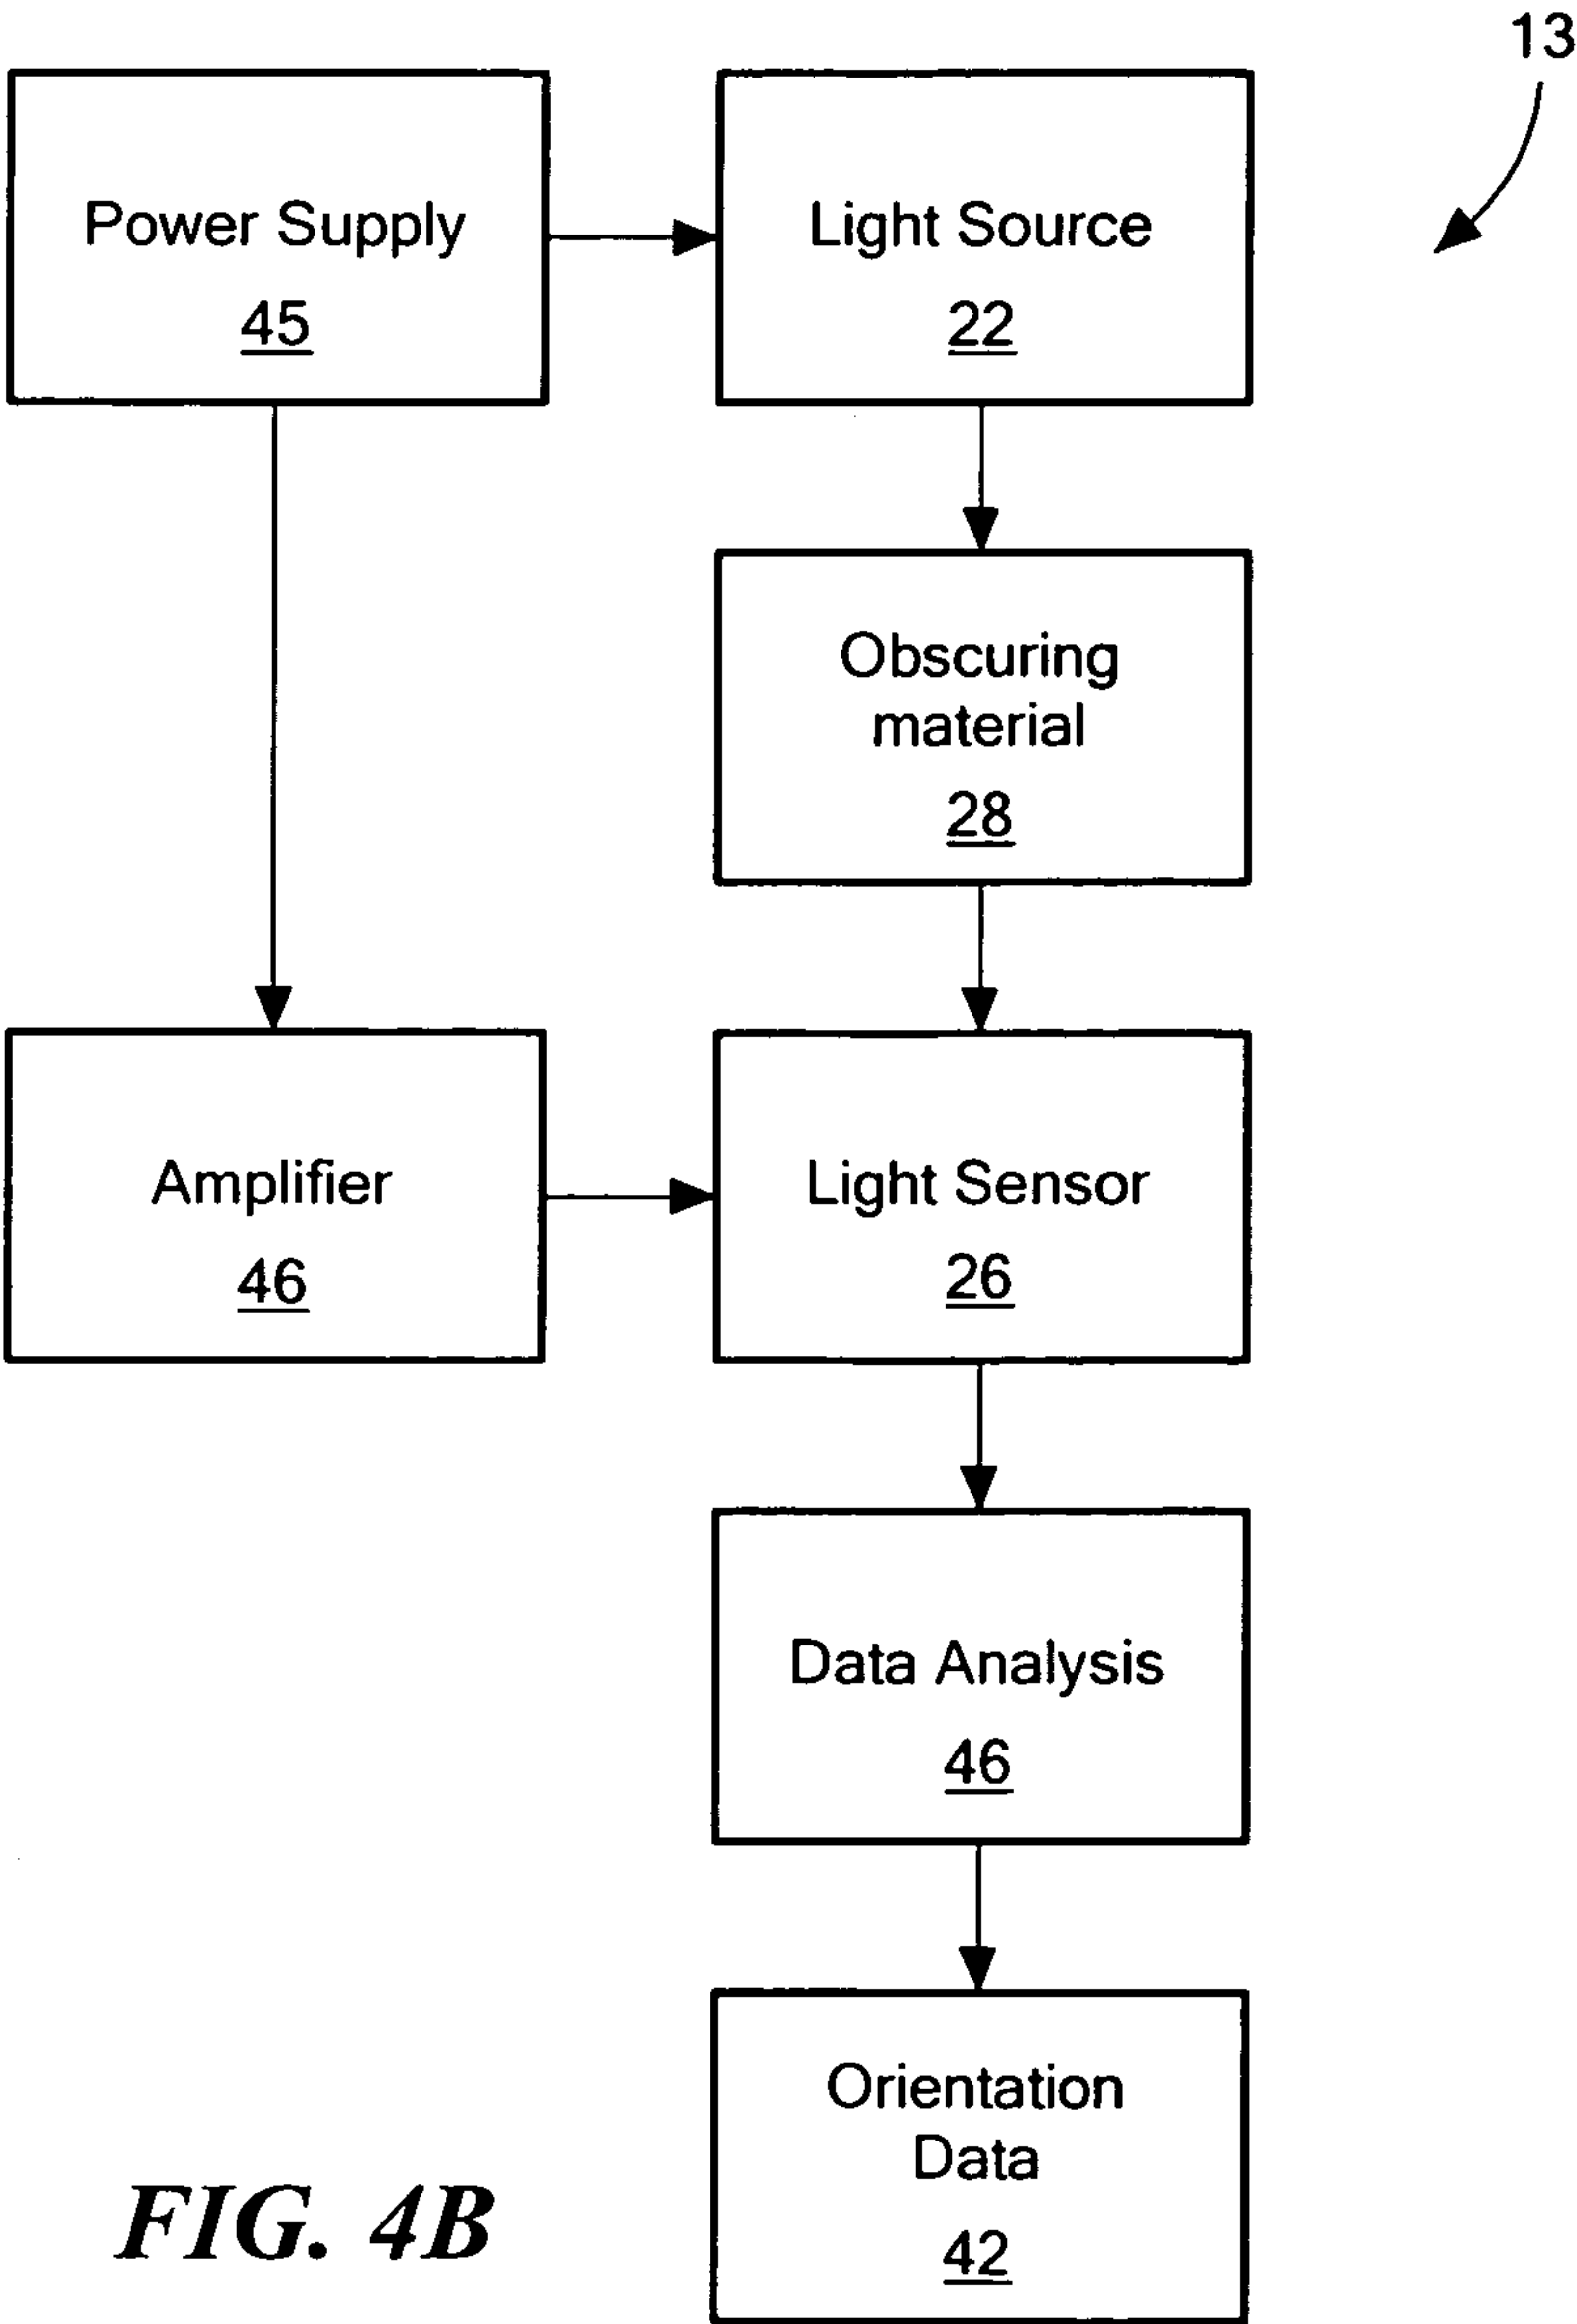 13
Power Supply
45
Light Source
22
Obscuring
material
28
Amplifier
46
Light Sensor
26
Data Analysis
46
Orientation
Data
42
FIG. 4B